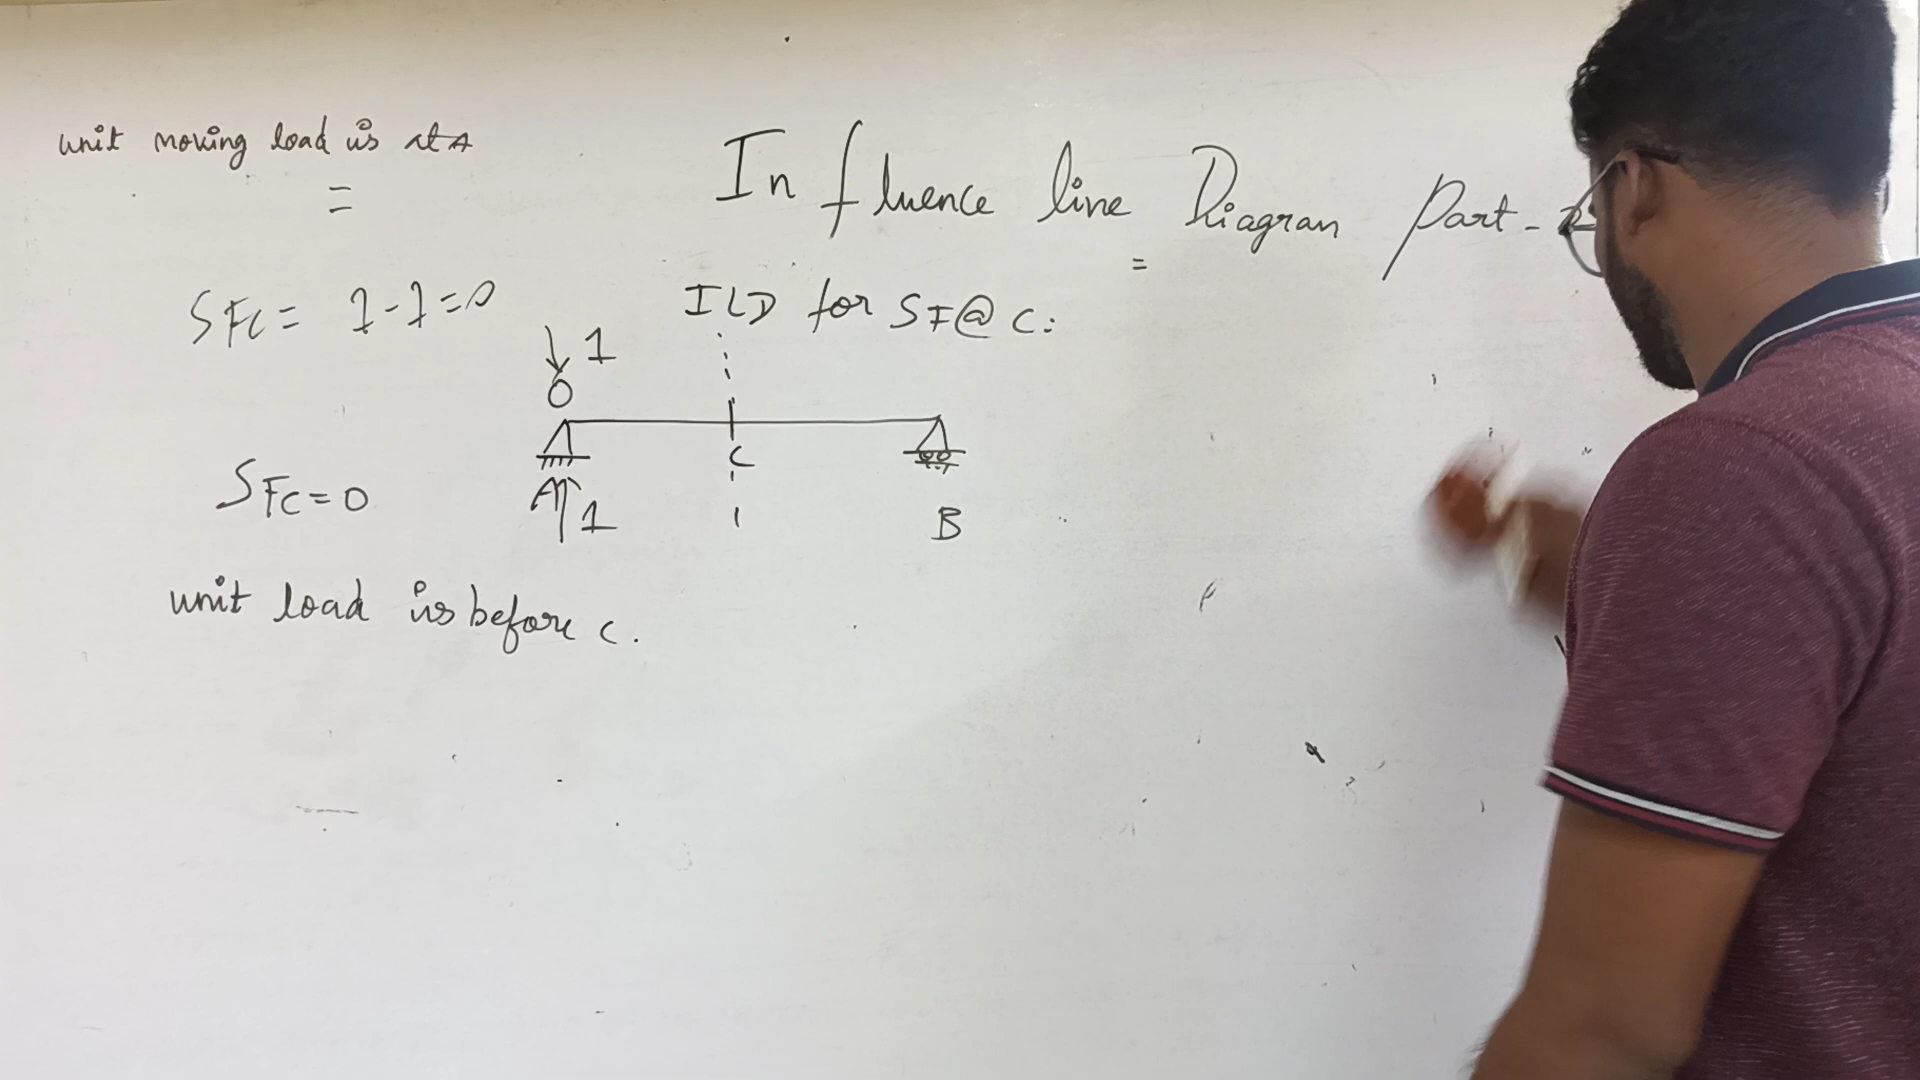 unit moving load is at A
Influence line Diagram Part-
SFC = 1-1=0
ILD for SF@ C:
1
C
SFC=0
A 1
B
unit load is before C.